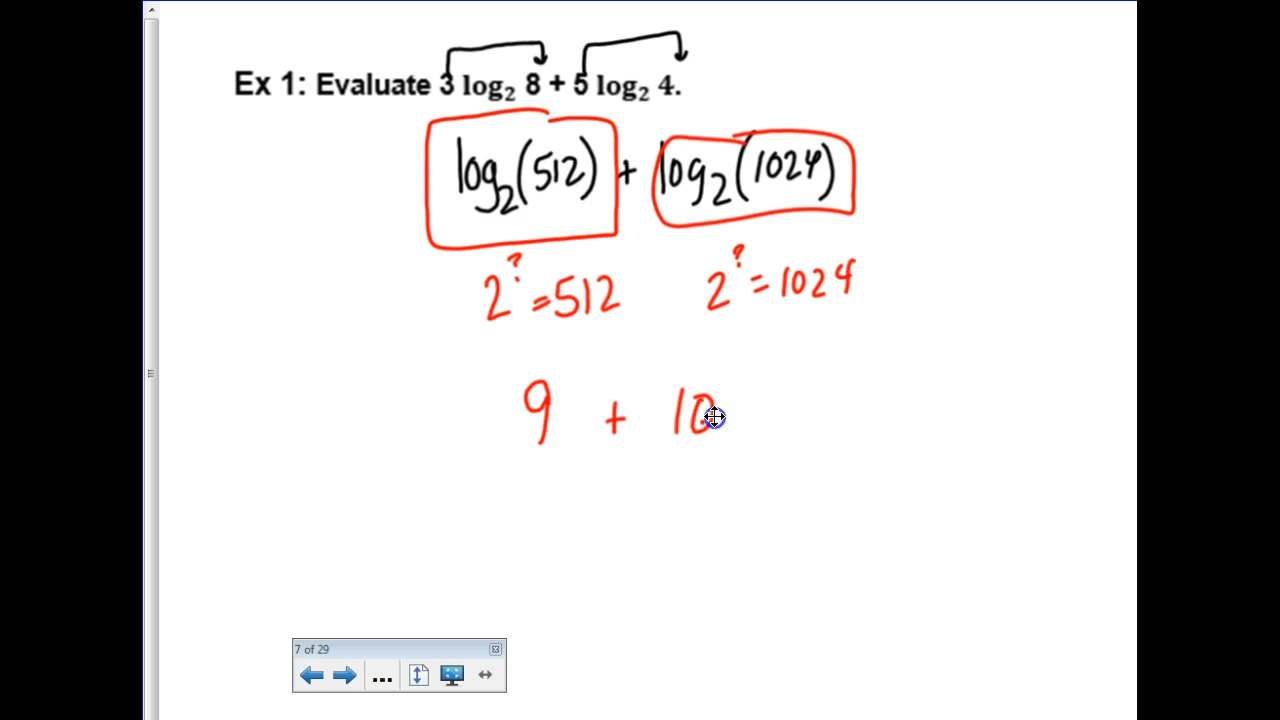 Ex 1: Evaluate 3 log₂ 8 + 5 log₂ 4.
log₂(512) + log₂(1024)
2^? = 512 2^? = 1024
9 + 10
7 of 29
...